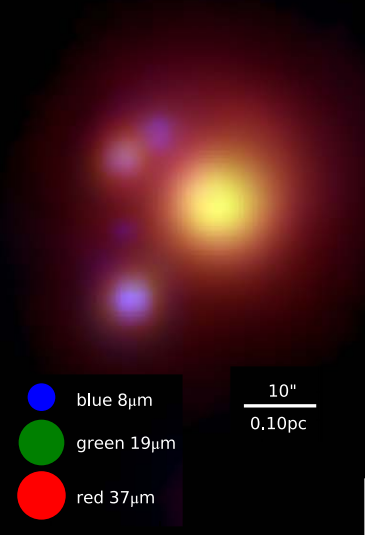 10"
0.10pc
blue 8μm
green 19μm
red 37μm